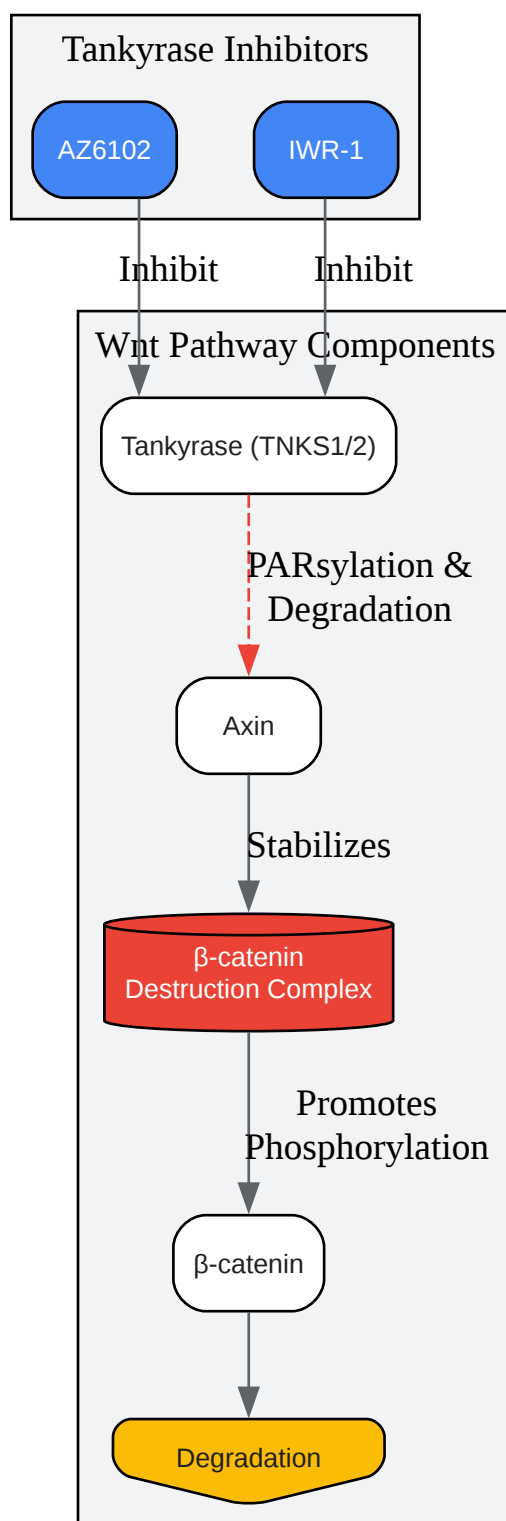 Tankyrase Inhibitors
AZ6102
IWR-1
Inhibit
Inhibit
Wnt Pathway Components
Tankyrase (TNKS1/2)
PARsylation &
Degradation
Axin
Stabilizes
β-catenin
Destruction Complex
Promotes
Phosphorylation
β-catenin
Degradation